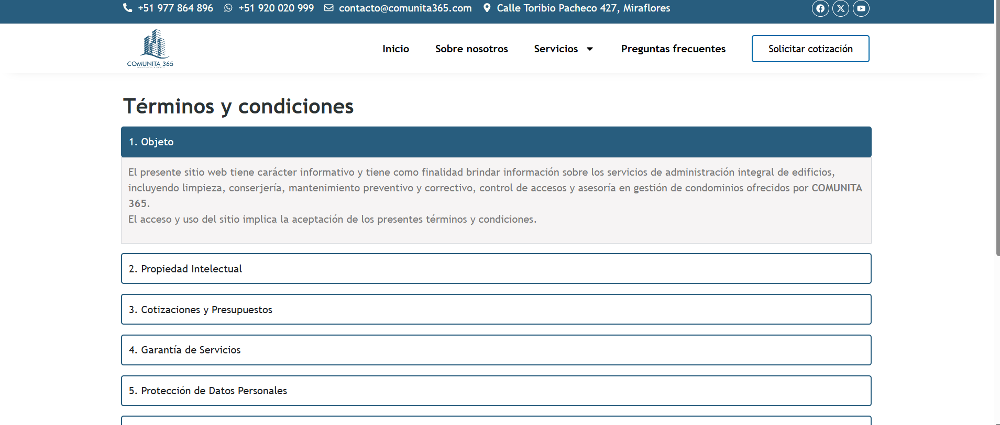 +51 977 864 896 +51 920 020 999 contacto@comunita365.com Calle Toribio Pacheco 427, Miraflores
COMUNITA 365
Inicio Sobre nosotros Servicios Preguntas frecuentes Solicitar cotización
Términos y condiciones
1. Objeto
El presente sitio web tiene carácter informativo y tiene como finalidad brindar información sobre los servicios de administración integral de edificios,
incluyendo limpieza, conserjería, mantenimiento preventivo y correctivo, control de accesos y asesoría en gestión de condominios ofrecidos por COMUNITA
365.
El acceso y uso del sitio implica la aceptación de los presentes términos y condiciones.
2. Propiedad Intelectual
3. Cotizaciones y Presupuestos
4. Garantía de Servicios
5. Protección de Datos Personales